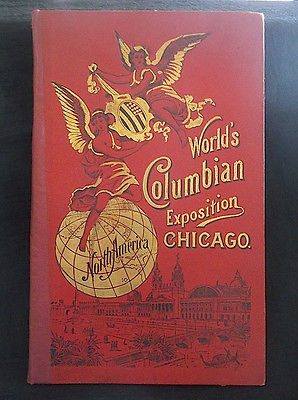 World's
Columbian
Exposition
CHICAGO.
North America